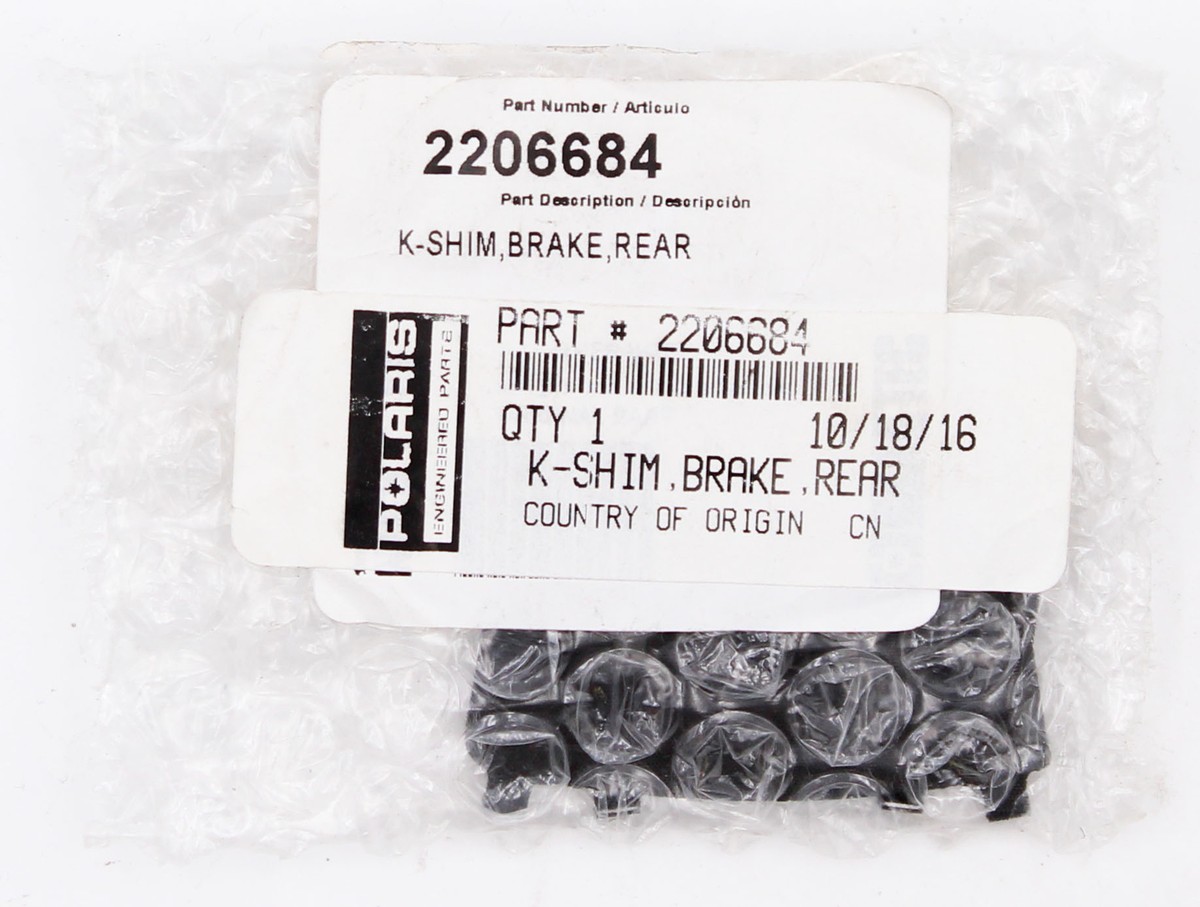 Part Number / Articulo
2206684
Part Description / Descripción
K-SHIM,BRAKE,REAR
POLARIS
ENGINEERED PARTS
PART # 2206684
QTY 1 10/18/16
K-SHIM,BRAKE,REAR
COUNTRY OF ORIGIN CN